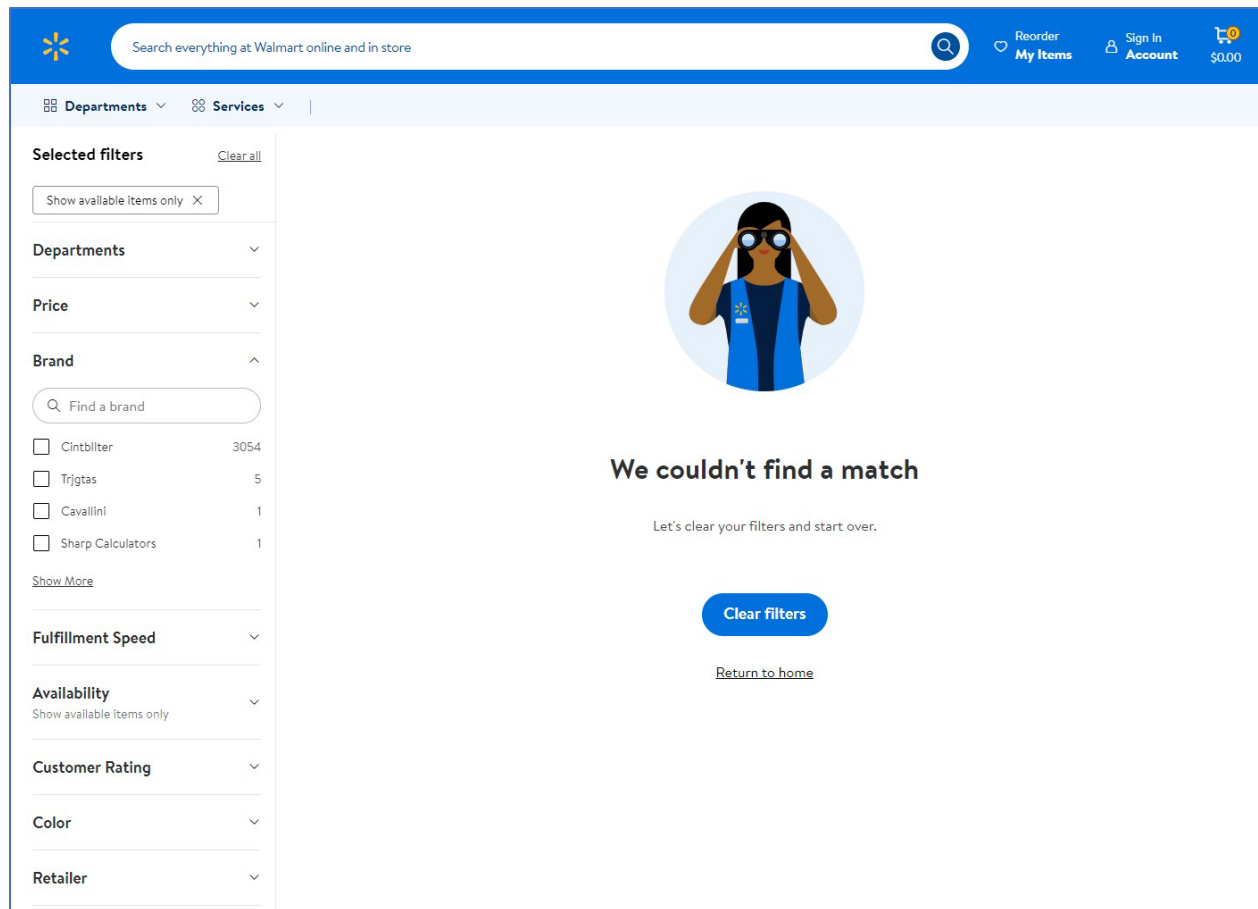 Search everything at Walmart online and in store
Reorder
My Items
Sign In
Account
0
$0.00
Departments
Services
Selected filters
Clear all
Show available items only
Departments
Price
Brand
Find a brand
Cintbllter 3054
Trjgtas 5
Cavallini 1
Sharp Calculators 1
Show More
Fulfillment Speed
Availability
Show available items only
Customer Rating
Color
Retailer
We couldn't find a match
Let's clear your filters and start over.
Clear filters
Return to home